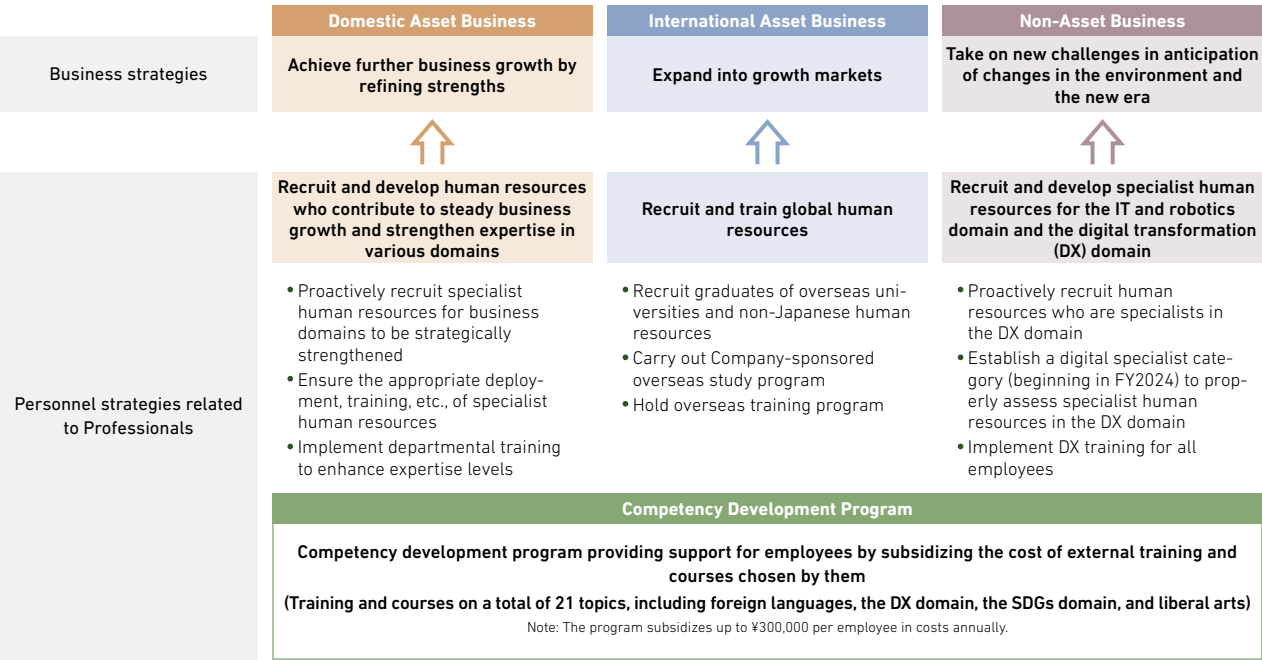 Domestic Asset Business
International Asset Business
Non-Asset Business
Business strategies
Achieve further business growth by
refining strengths
Expand into growth markets
Take on new challenges in anticipation
of changes in the environment and
the new era
Personnel strategies related
to Professionals
Recruit and develop human resources
who contribute to steady business
growth and strengthen expertise in
various domains
Recruit and train global human
resources
Recruit and develop specialist human
resources for the IT and robotics
domain and the digital transformation
(DX) domain
• Proactively recruit specialist
human resources for business
domains to be strategically
strengthened
• Ensure the appropriate deploy-
ment, training, etc., of specialist
human resources
• Implement departmental training
to enhance expertise levels
• Recruit graduates of overseas uni-
versities and non-Japanese human
resources
• Carry out Company-sponsored
overseas study program
• Hold overseas training program
• Proactively recruit human
resources who are specialists in
the DX domain
• Establish a digital specialist cate-
gory (beginning in FY2024) to prop-
erly assess specialist human
resources in the DX domain
• Implement DX training for all
employees
Competency Development Program
Competency development program providing support for employees by subsidizing the cost of external training and
courses chosen by them
(Training and courses on a total of 21 topics, including foreign languages, the DX domain, the SDGs domain, and liberal arts)
Note: The program subsidizes up to ¥300,000 per employee in costs annually.